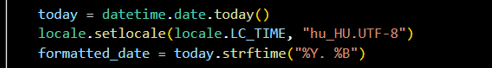 today = datetime.date.today()
locale.setlocale(locale.LC_TIME, "hu_HU.UTF-8")
formatted_date = today.strftime("%Y. %B")